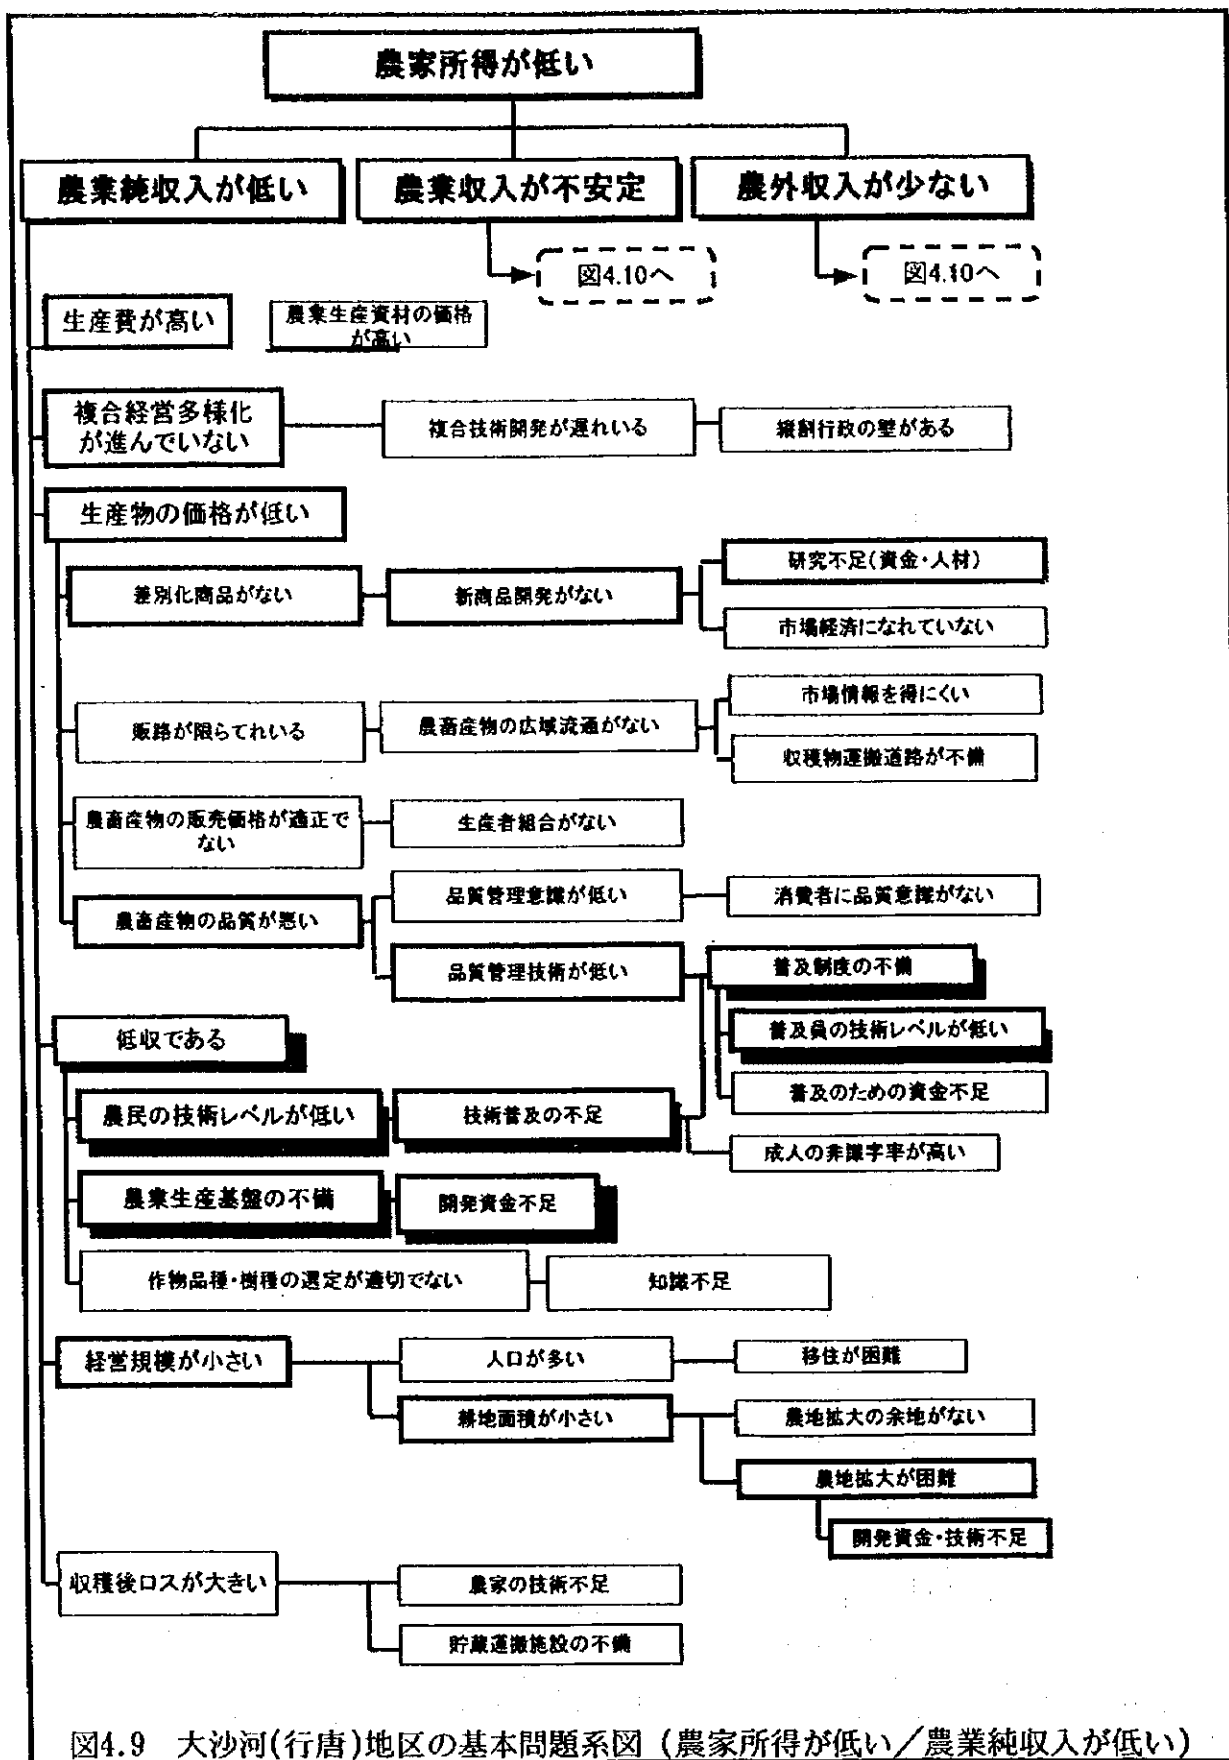 農家所得が低い
農業純収入が低い
農業収入が不安定
農外収入が少ない
図4.10へ
図4.10へ
生産費が高い
農業生産資材の価格
が高い
複合経営多様化
が進んでいない
複合技術開発が遅れいる
縦割行政の壁がある
生産物の価格が低い
差別化商品がない
新商品開発がない
研究不足(資金・人材)
市場経済になれていない
販路が限らてれいる
農畜産物の広域流通がない
市場情報を得にくい
収穫物運搬道路が不備
農畜産物の販売価格が適正で
ない
生産者組合がない
農畜産物の品質が悪い
品質管理意識が低い
消費者に品質意識がない
品質管理技術が低い
普及制度の不備
普及員の技術レベルが低い
普及のための資金不足
低収である
農民の技術レベルが低い
技術普及の不足
成人の非識字率が高い
農業生産基盤の不備
開発資金不足
作物品種・樹種の選定が適切でない
知識不足
経営規模が小さい
人口が多い
移住が困難
耕地面積が小さい
農地拡大の余地がない
農地拡大が困難
開発資金・技術不足
収穫後ロスが大きい
農家の技術不足
貯蔵運搬施設の不備
図4.9 大沙河(行唐)地区の基本問題系図(農家所得が低い/農業純収入が低い)